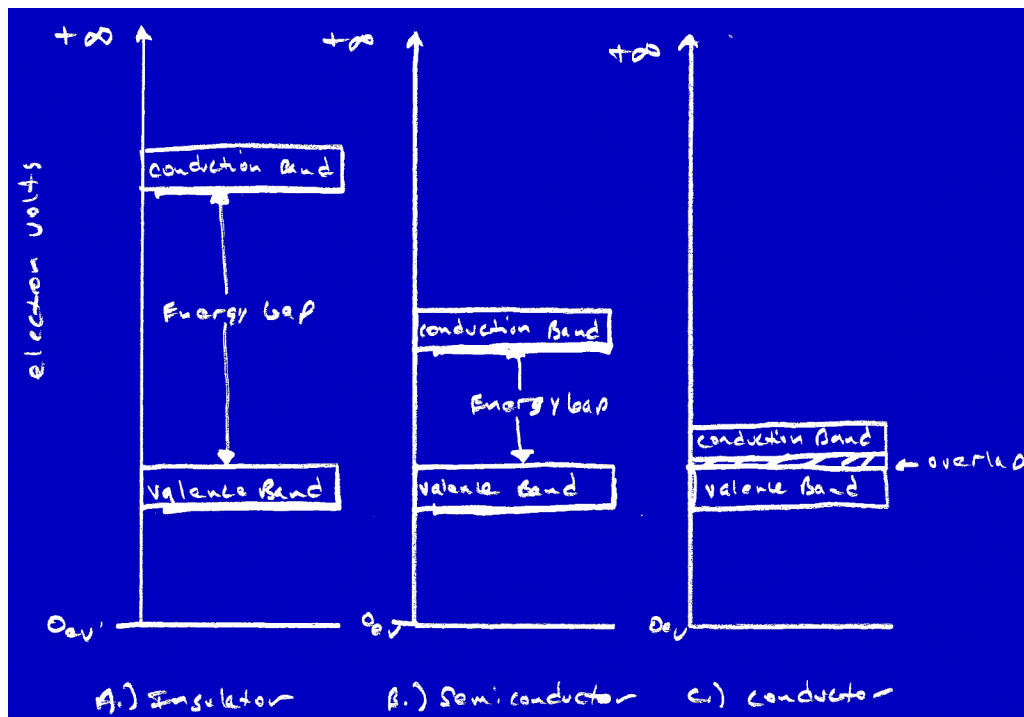 +∞
+∞
+∞
electron volts
conduction Band
Energy Gap
Valence Band
0ev
A.) Insulator
conduction Band
Energy Gap
Valence Band
0ev
B.) Semiconductor
conduction Band
overlap
Valence Band
0ev
C.) Conductor